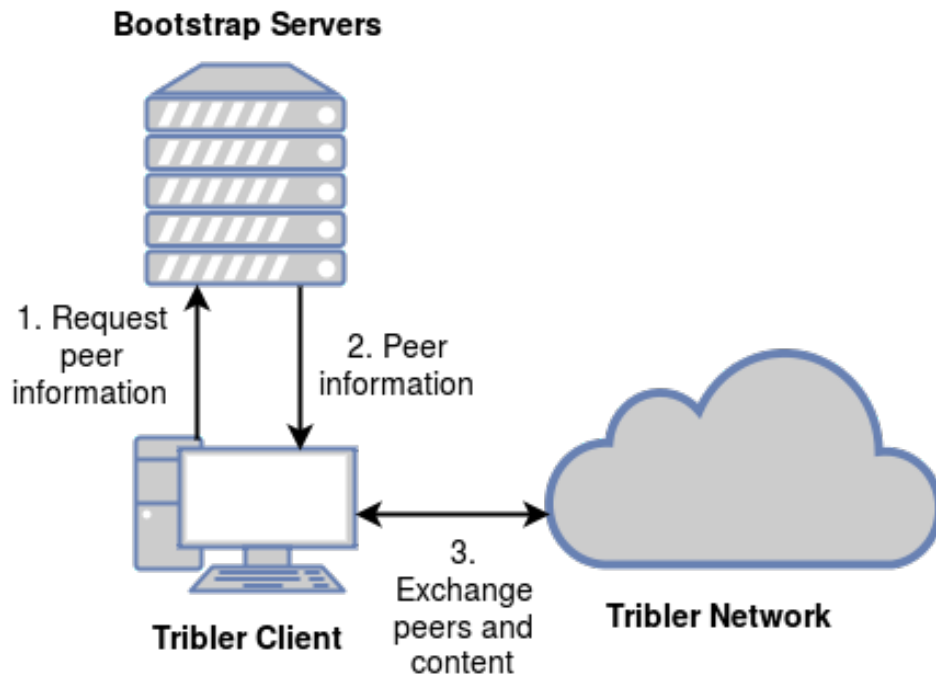 Bootstrap Servers
1. Request
peer
information
2. Peer
information
3.
Exchange
peers and
content
Tribler Client
Tribler Network